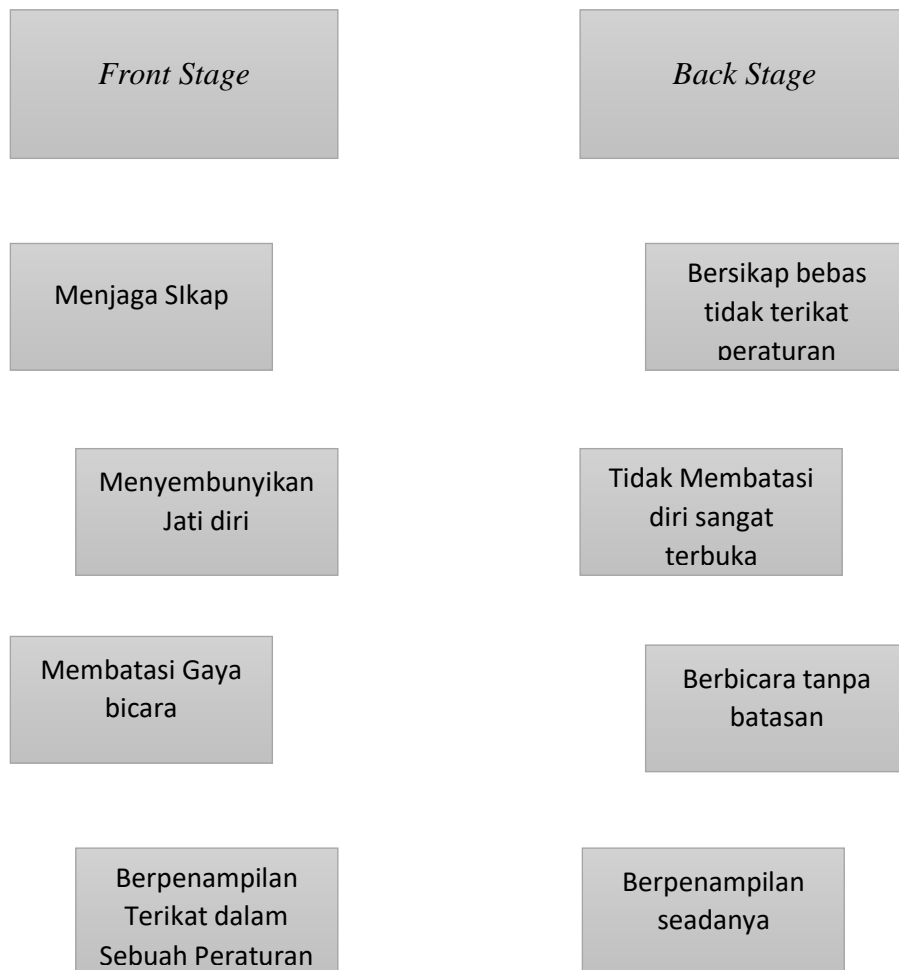 Front Stage
Back Stage
Menjaga SIkap
Bersikap bebas
tidak terikat
peraturan
Menyembunyikan
Jati diri
Tidak Membatasi
diri sangat
terbuka
Membatasi Gaya
bicara
Berbicara tanpa
batasan
Berpenampilan
Terikat dalam
Sebuah Peraturan
Berpenampilan
seadanya